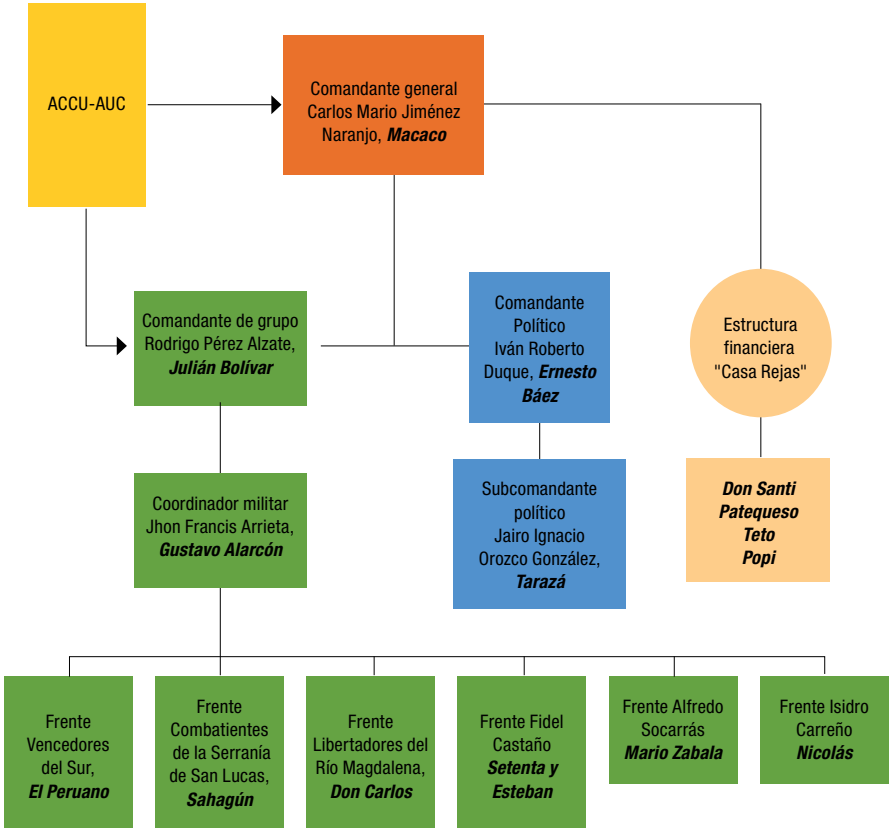 ACCU-AUC
Comandante general
Carlos Mario Jiménez
Naranjo, Macaco
Comandante de grupo
Rodrigo Pérez Alzate,
Julián Bolívar
Comandante
Político
Iván Roberto
Duque, Ernesto
Báez
Estructura
financiera
"Casa Rejas"
Coordinador militar
Jhon Francis Arrieta,
Gustavo Alarcón
Subcomandante
político
Jairo Ignacio
Orozco González,
Tarazá
Don Santi
Patequeso
Teto
Popi
Frente
Vencedores
del Sur,
El Peruano
Frente
Combatientes
de la Serranía
de San Lucas,
Sahagún
Frente
Libertadores del
Río Magdalena,
Don Carlos
Frente Fidel
Castaño
Setenta y
Esteban
Frente Alfredo
Socarrás
Mario Zabala
Frente Isidro
Carreño
Nicolás